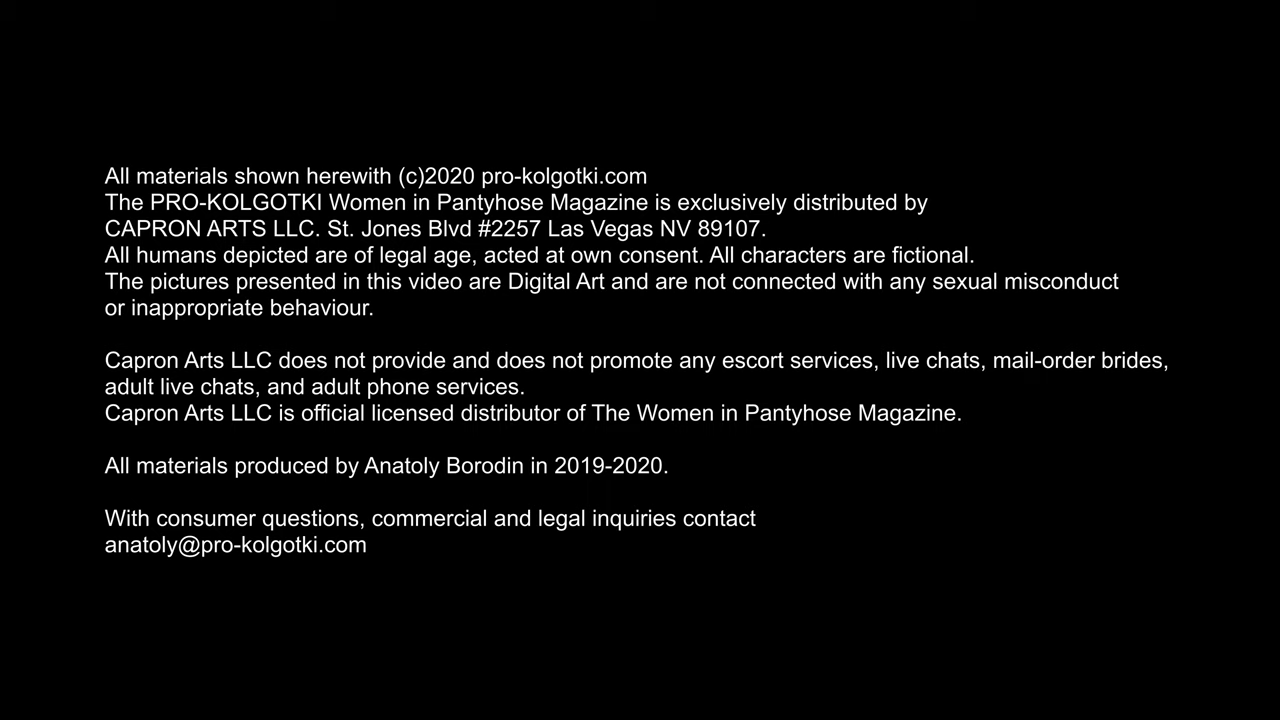 All materials shown herewith (c)2020 pro-kolgotki.com
The PRO-KOLGOTKI Women in Pantyhose Magazine is exclusively distributed by
CAPRON ARTS LLC. St. Jones Blvd #2257 Las Vegas NV 89107.
All humans depicted are of legal age, acted at own consent. All characters are fictional.
The pictures presented in this video are Digital Art and are not connected with any sexual misconduct
or inappropriate behaviour.
Capron Arts LLC does not provide and does not promote any escort services, live chats, mail-order brides,
adult live chats, and adult phone services.
Capron Arts LLC is official licensed distributor of The Women in Pantyhose Magazine.
All materials produced by Anatoly Borodin in 2019-2020.
With consumer questions, commercial and legal inquiries contact
anatoly@pro-kolgotki.com